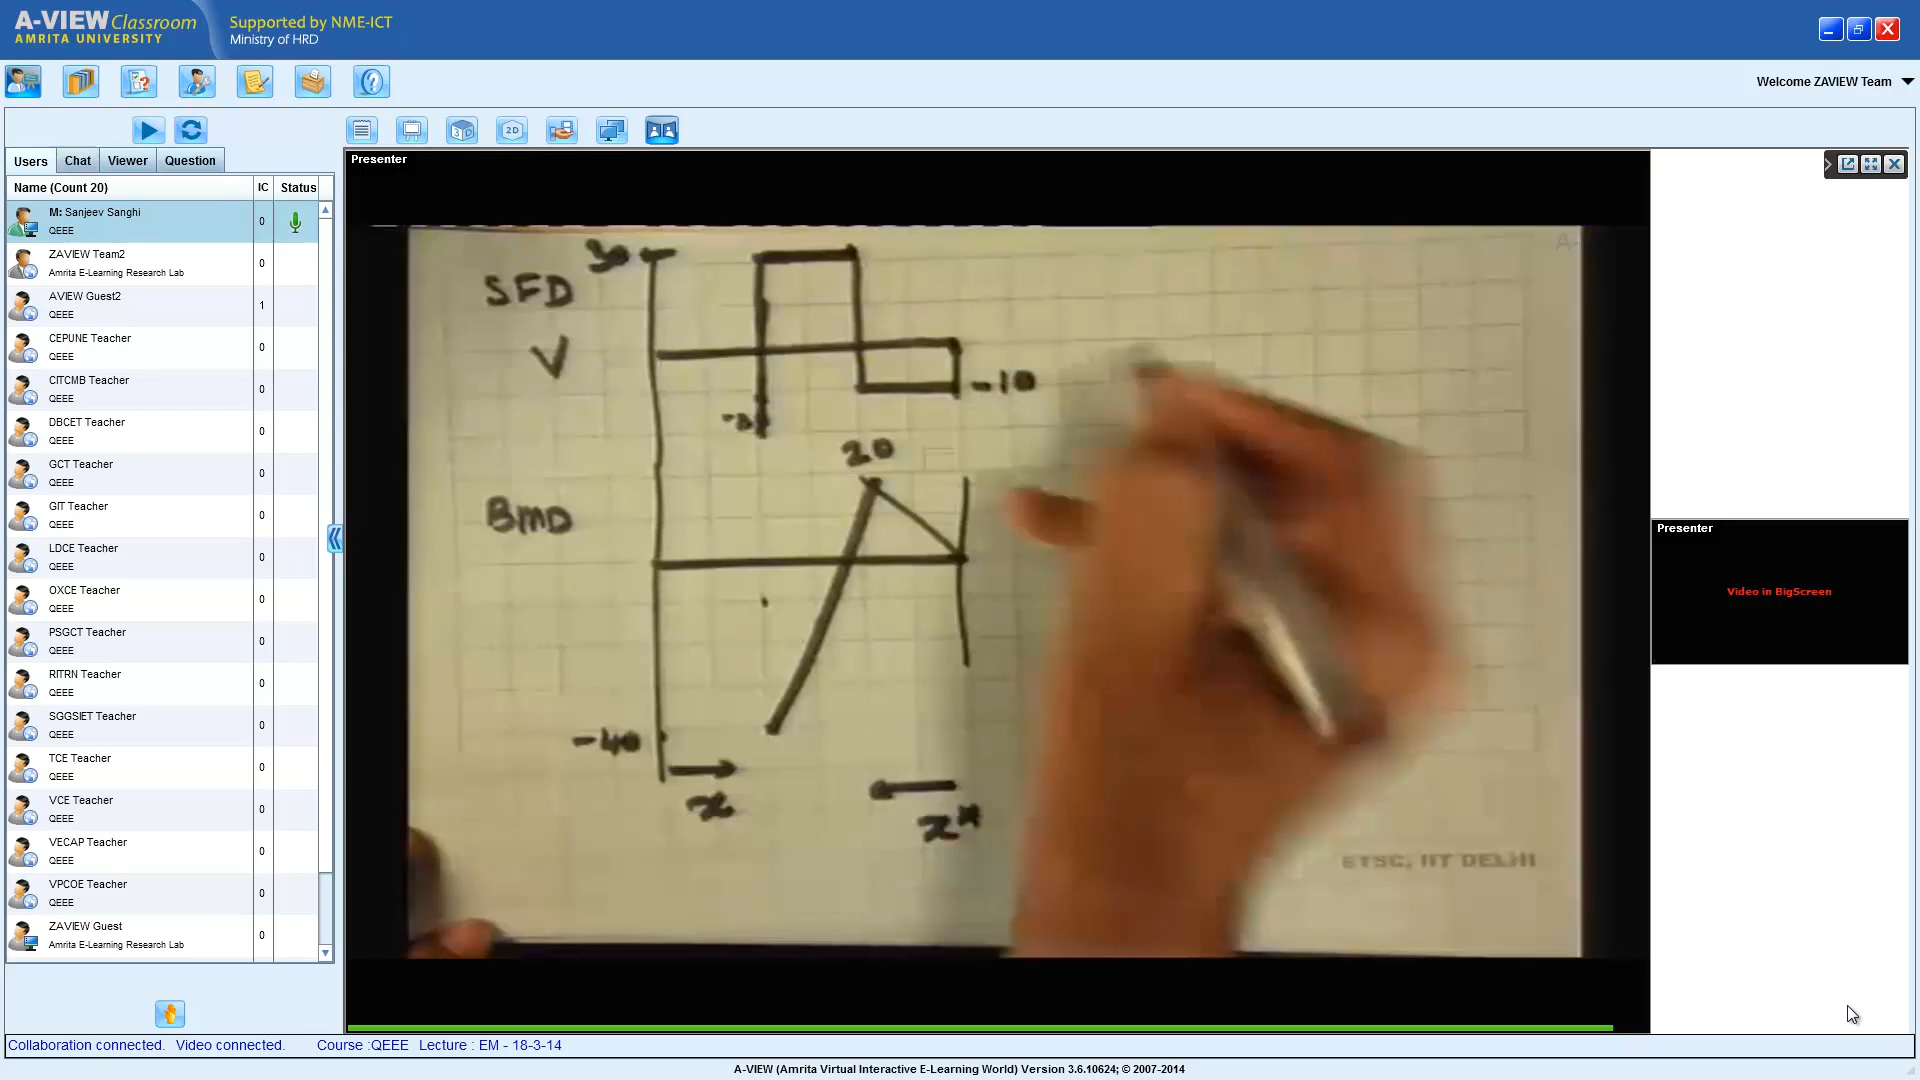 A-VIEW Classroom
AMRITA UNIVERSITY
Supported by NME-ICT
Ministry of HRD
Welcome ZAVIEW Team
3D
2D
Users
Chat
Viewer
Question
Name (Count 20)
IC
Status
M: Sanjeev Sanghi
QEEE
0
ZAVIEW Team2
Amrita E-Learning Research Lab
0
AVIEW Guest2
QEEE
1
CEPUNE Teacher
QEEE
0
CITCMB Teacher
QEEE
0
DBCET Teacher
QEEE
0
GCT Teacher
QEEE
0
GIT Teacher
QEEE
0
LDCE Teacher
QEEE
0
OXCE Teacher
QEEE
0
PSGCT Teacher
QEEE
0
RITRN Teacher
QEEE
0
SGGSIET Teacher
QEEE
0
TCE Teacher
QEEE
0
VCE Teacher
QEEE
0
VECAP Teacher
QEEE
0
VPCOE Teacher
QEEE
0
ZAVIEW Guest
Amrita E-Learning Research Lab
0
Presenter
30
SFD
V
-10
20
BMD
-40
x
x*
ETSC, IIT DELHI
Presenter
Video in BigScreen
Collaboration connected. Video connected. Course :QEEE Lecture : EM - 18-3-14
A-VIEW (Amrita Virtual Interactive E-Learning World) Version 3.6.10624; © 2007-2014